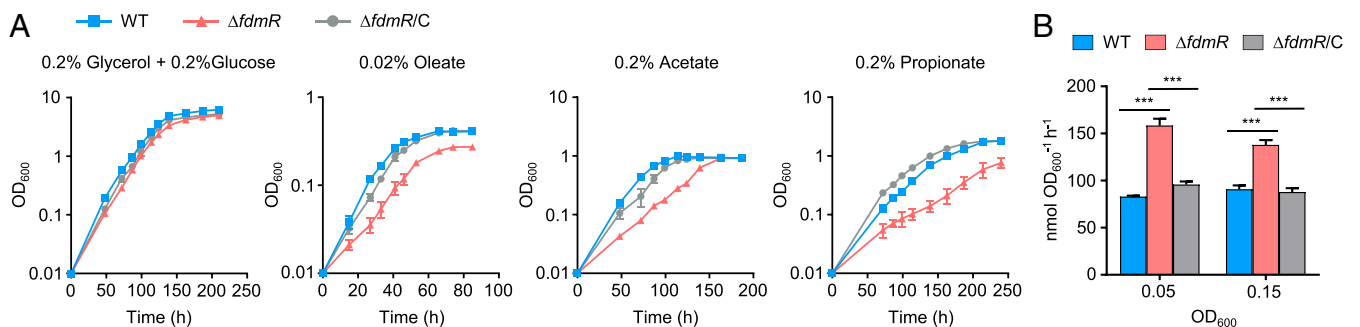 A
WT ΔfdmR ΔfdmR/C
0.2% Glycerol + 0.2%Glucose
OD600
10
1
0.1
0.01
0 50 100 150 200 250
Time (h)
0.02% Oleate
OD600
1
0.1
0.01
0 20 40 60 80 100
Time (h)
0.2% Acetate
OD600
10
1
0.1
0.01
0 50 100 150 200
Time (h)
0.2% Propionate
OD600
10
1
0.1
0.01
0 50 100 150 200 250
Time (h)
B
WT ΔfdmR ΔfdmR/C
nmol OD600⁻¹ h⁻¹
200
150
100
50
0
*** ***
*** ***
0.05 0.15
OD600